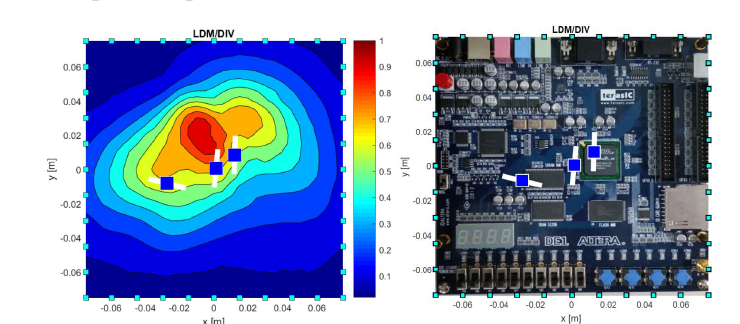 LDM/DIV
0.06
0.04
0.02
0
-0.02
-0.04
-0.06
y [m]
-0.06 -0.04 -0.02 0 0.02 0.04 0.06
x [m]
1
0.9
0.8
0.7
0.6
0.5
0.4
0.3
0.2
0.1
LDM/DIV
0.06
0.04
0.02
0
-0.02
-0.04
-0.06
y [m]
terasIC
www.terasic.com
DE1 ALTERA
-0.06 -0.04 -0.02 0 0.02 0.04 0.06
x [m]